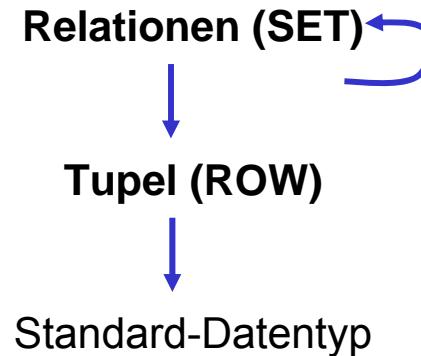 Relationen (SET)
Tupel (ROW)
Standard-Datentyp